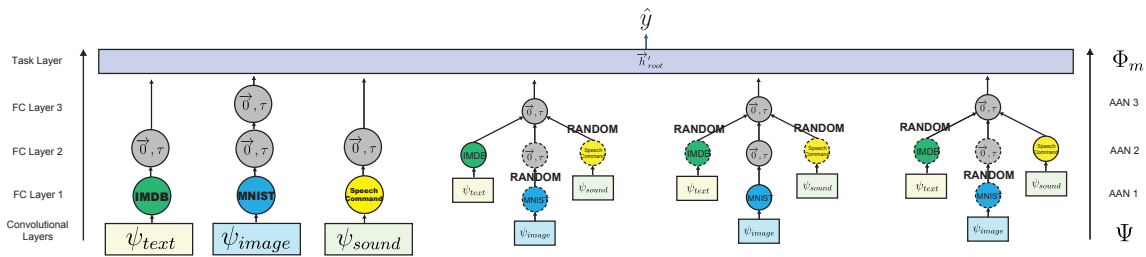 ŷ
Task Layer
h⃗′root
Φm
FC Layer 3
0⃗, τ
0⃗, τ
0⃗, τ
0⃗, τ
AAN 3
RANDOM
RANDOM
RANDOM
RANDOM
FC Layer 2
0⃗, τ
0⃗, τ
0⃗, τ
IMDB
0⃗, τ
Speech
Command
IMDB
0⃗, τ
Speech
Command
IMDB
0⃗, τ
Speech
Command
AAN 2
RANDOM
RANDOM
ψtext
ψsound
ψtext
ψsound
ψtext
ψsound
FC Layer 1
IMDB
MNIST
Speech
Command
MNIST
MNIST
MNIST
AAN 1
Convolutional
Layers
ψtext
ψimage
ψsound
ψimage
ψimage
ψimage
Ψ